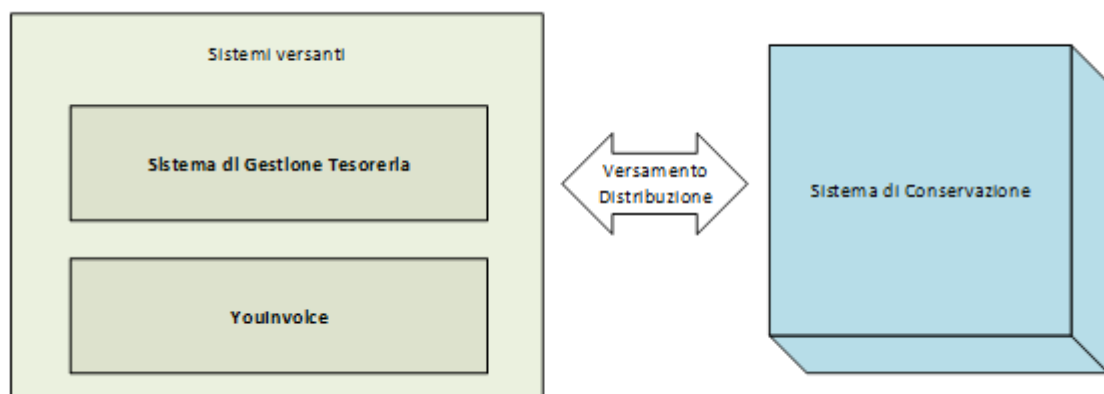 Sistemi versanti
Sistema di Gestione Tesoreria
YouInvoice
Versamento
Distribuzione
Sistema di Conservazione